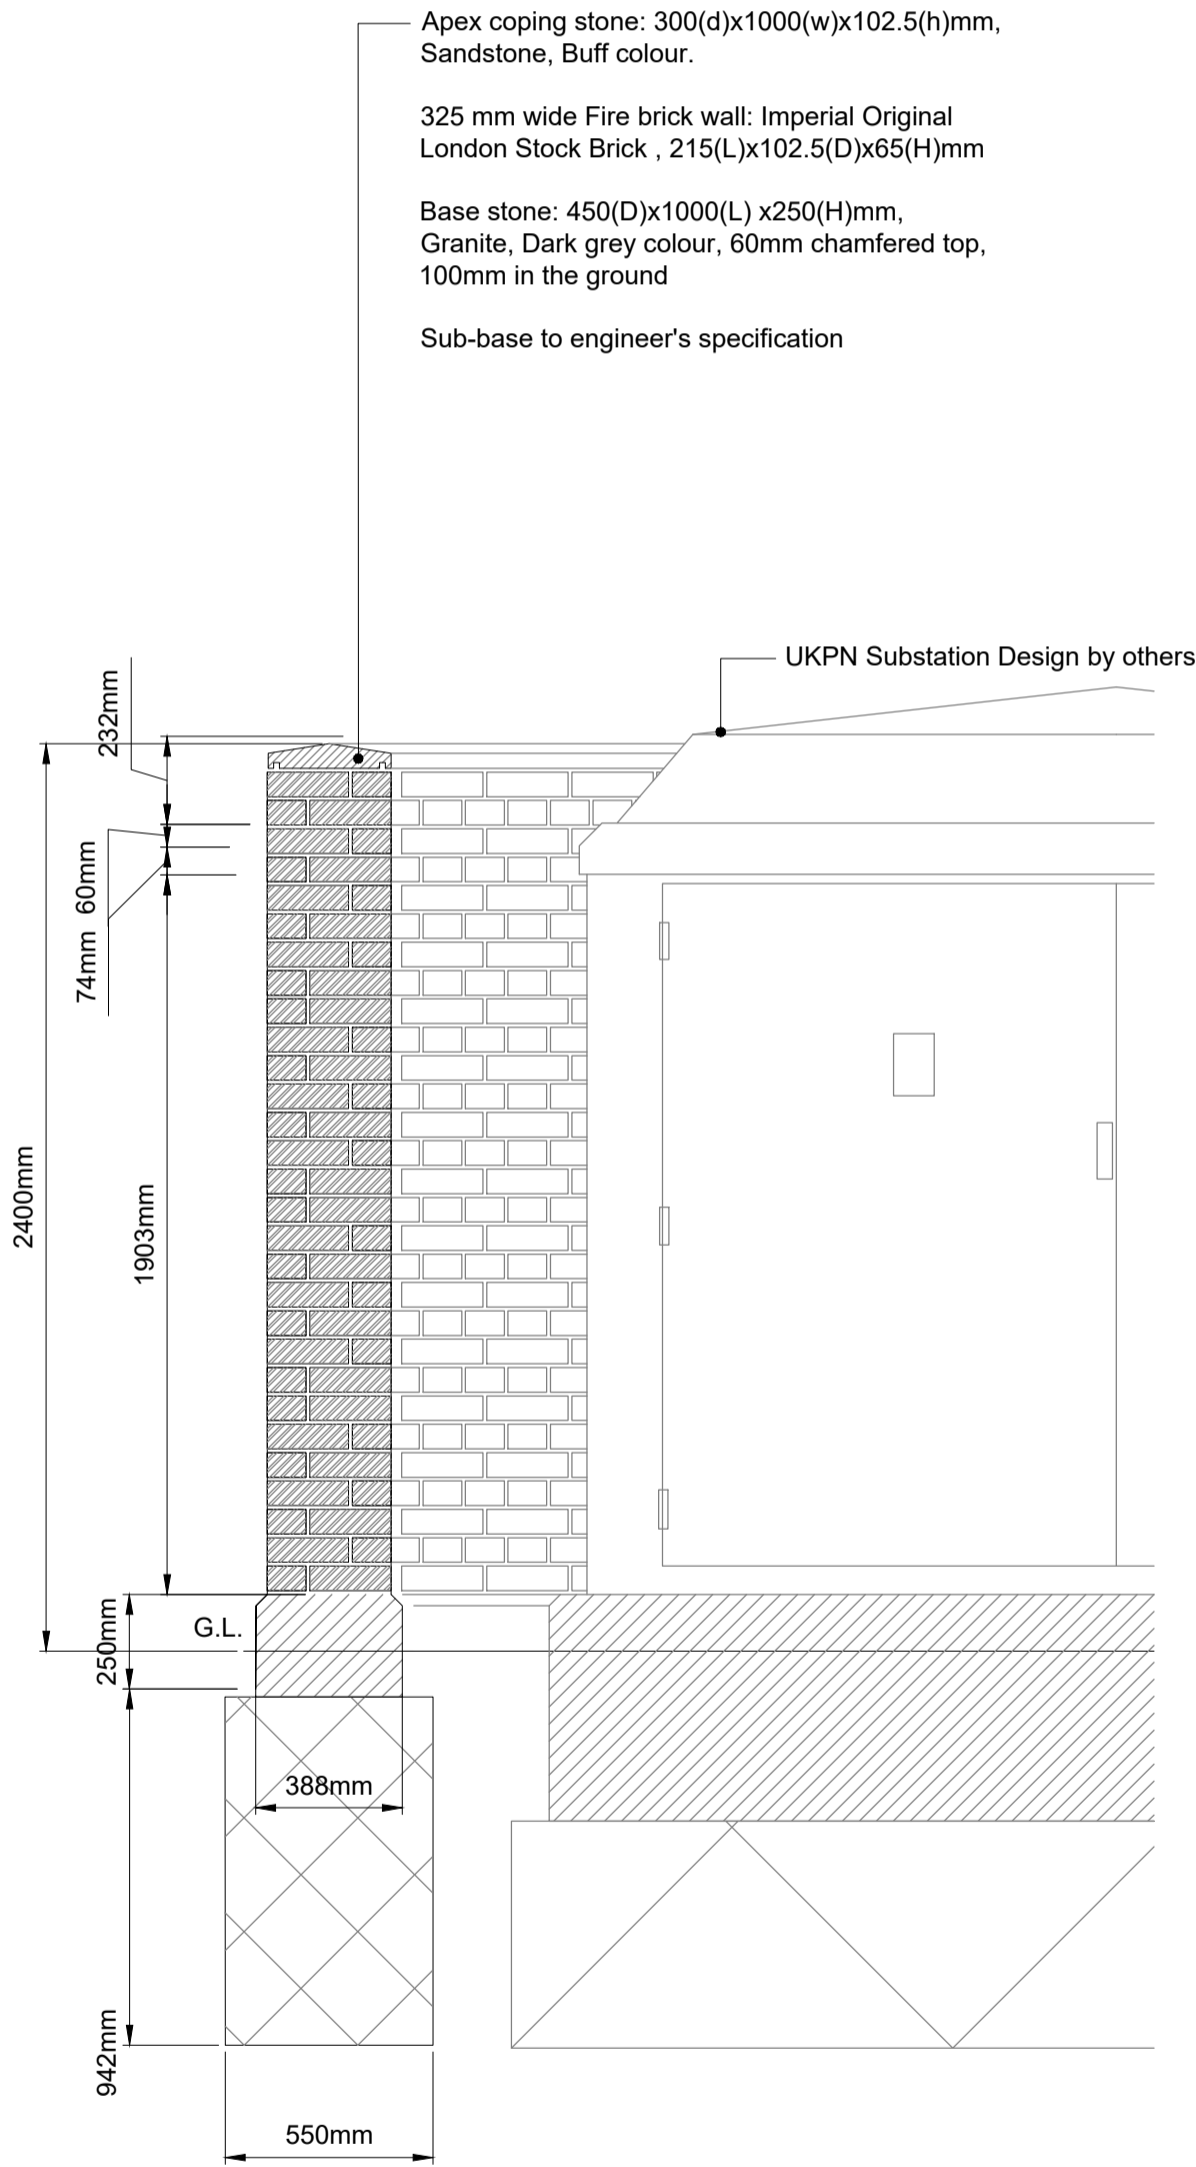 Apex coping stone: 300(d)x1000(w)x102.5(h)mm,
Sandstone, Buff colour.
325 mm wide Fire brick wall: Imperial Original
London Stock Brick , 215(L)x102.5(D)x65(H)mm
Base stone: 450(D)x1000(L) x250(H)mm,
Granite, Dark grey colour, 60mm chamfered top,
100mm in the ground
Sub-base to engineer's specification
UKPN Substation Design by others
232mm
74mm 60mm
2400mm
1903mm
250mm
G.L.
388mm
942mm
550mm